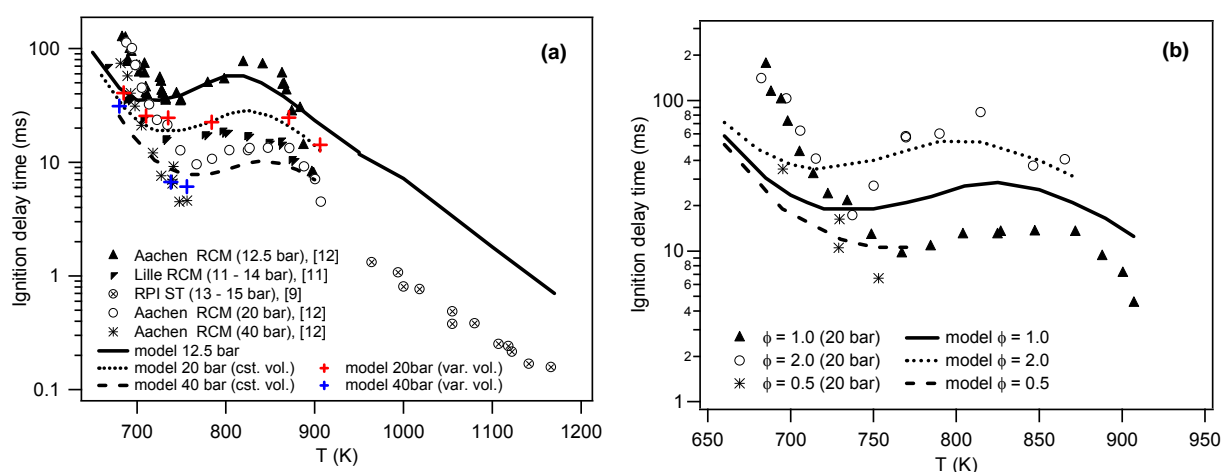 (a)
Ignition delay time (ms)
100
10
1
0.1
Aachen RCM (12.5 bar), [12]
Lille RCM (11 - 14 bar), [11]
RPI ST (13 - 15 bar), [9]
Aachen RCM (20 bar), [12]
Aachen RCM (40 bar), [12]
model 12.5 bar
model 20 bar (cst. vol.) model 20bar (var. vol.)
model 40 bar (cst. vol.) model 40bar (var. vol.)
700 800 900 1000 1100 1200
T (K)
(b)
Ignition delay time (ms)
2
100
8
6
4
2
10
8
6
4
2
1
ϕ = 1.0 (20 bar) model ϕ = 1.0
ϕ = 2.0 (20 bar) model ϕ = 2.0
ϕ = 0.5 (20 bar) model ϕ = 0.5
650 700 750 800 850 900 950
T (K)